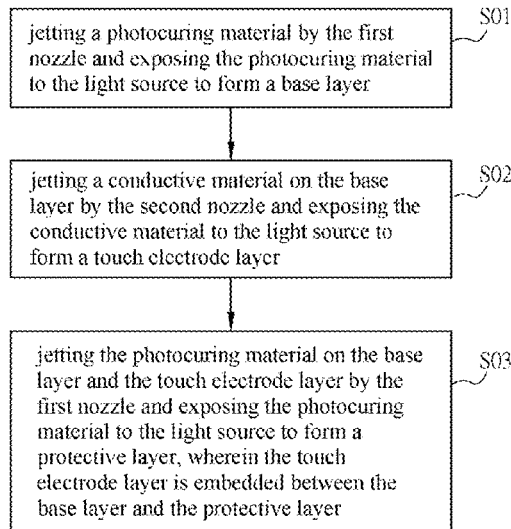 jetting a photocuring material by the first
nozzle and exposing the photocuring material
to the light source to form a base layer
S01
jetting a conductive material on the base
layer by the second nozzle and exposing the
conductive material to the light source to
form a touch electrode layer
S02
jetting the photocuring material on the base
layer and the touch electrode layer by the
first nozzle and exposing the photocuring
material to the light source to form a
protective layer, wherein the touch
electrode layer is embedded between the
base layer and the protective layer
S03